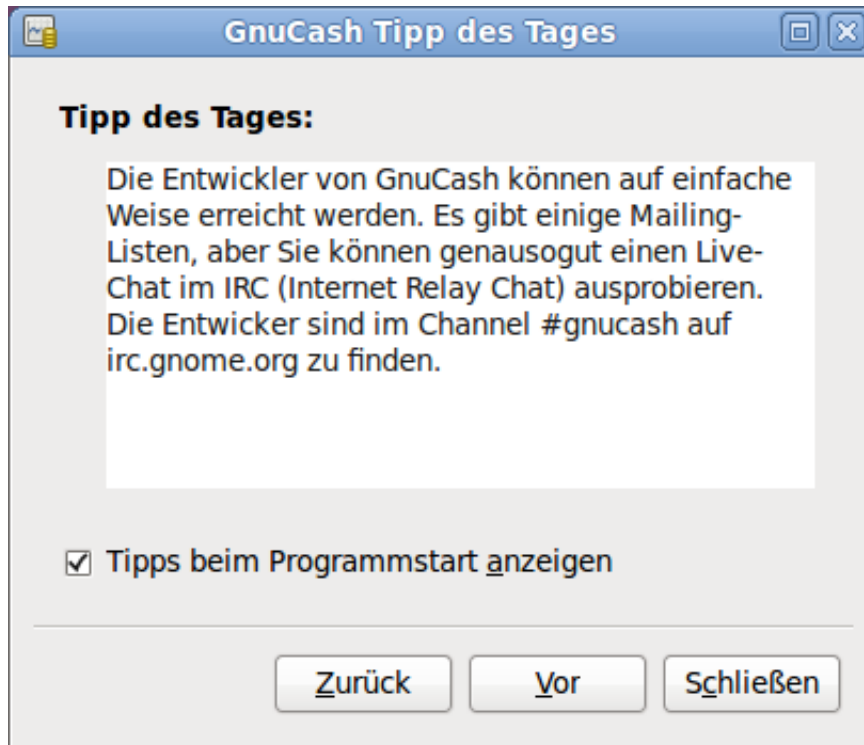 GnuCash Tipp des Tages
Tipp des Tages:
Die Entwickler von GnuCash können auf einfache
Weise erreicht werden. Es gibt einige Mailing-
Listen, aber Sie können genausogut einen Live-
Chat im IRC (Internet Relay Chat) ausprobieren.
Die Entwicker sind im Channel #gnucash auf
irc.gnome.org zu finden.
Tipps beim Programmstart anzeigen
Zurück Vor Schließen